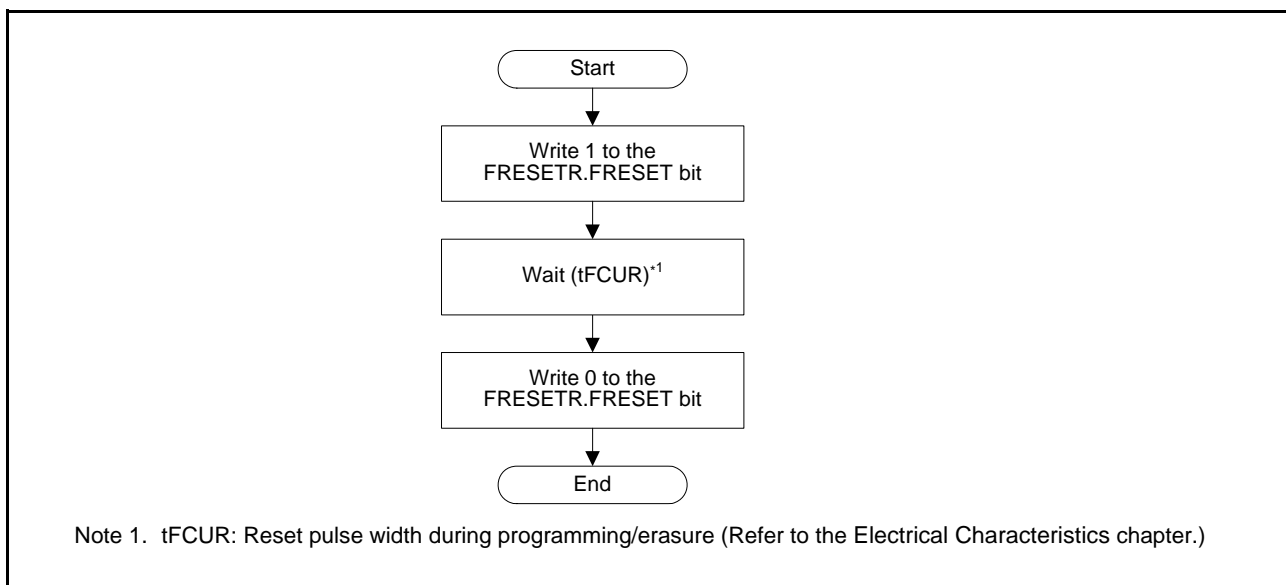 Start
Write 1 to the
FRESETR.FRESET bit
Wait (tFCUR)*1
Write 0 to the
FRESETR.FRESET bit
End
Note 1. tFCUR: Reset pulse width during programming/erasure (Refer to the Electrical Characteristics chapter.)